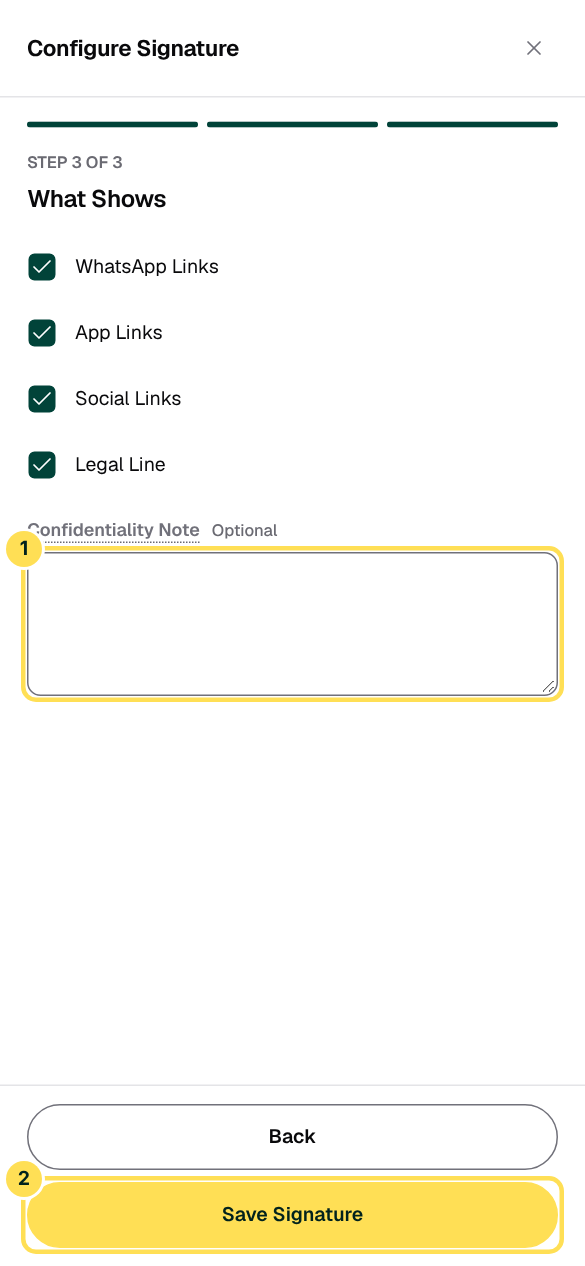 Configure Signature
STEP 3 OF 3
What Shows
WhatsApp Links
App Links
Social Links
Legal Line
Confidentiality Note Optional
1
Back
2
Save Signature